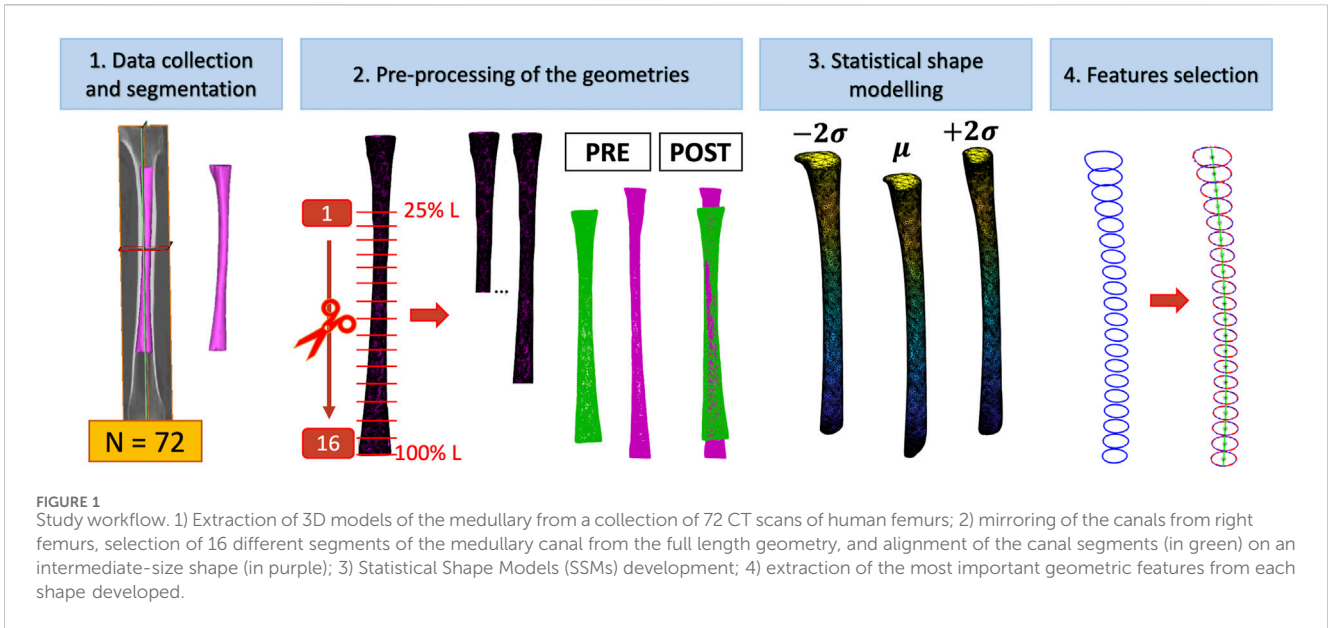 1. Data collection
and segmentation
2. Pre-processing of the geometries
3. Statistical shape
modelling
4. Features selection
N = 72
1
25% L
16
100% L
...
PRE
POST
−2σ
μ
+2σ
FIGURE 1
Study workflow. 1) Extraction of 3D models of the medullary from a collection of 72 CT scans of human femurs; 2) mirroring of the canals from right
femurs, selection of 16 different segments of the medullary canal from the full length geometry, and alignment of the canal segments (in green) on an
intermediate-size shape (in purple); 3) Statistical Shape Models (SSMs) development; 4) extraction of the most important geometric features from each
shape developed.